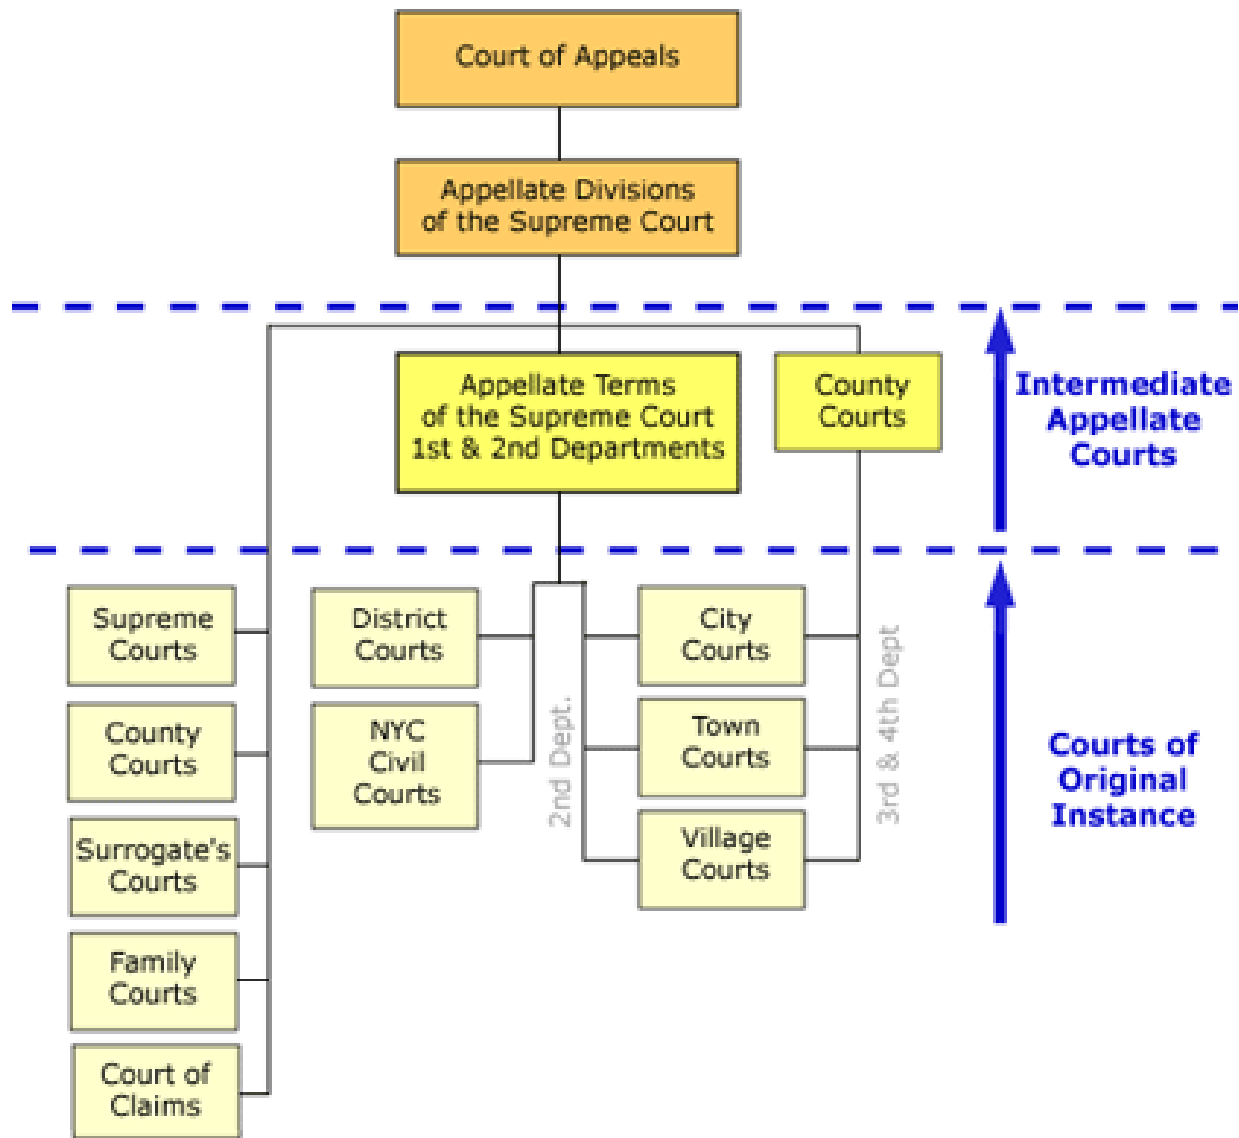 Court of Appeals
Appellate Divisions
of the Supreme Court
Appellate Terms
of the Supreme Court
1st & 2nd Departments
County
Courts
Intermediate
Appellate
Courts
Supreme
Courts
County
Courts
Surrogate's
Courts
Family
Courts
Court of
Claims
District
Courts
NYC
Civil
Courts
2nd Dept.
City
Courts
Town
Courts
Village
Courts
3rd & 4th Dept
Courts of
Original
Instance